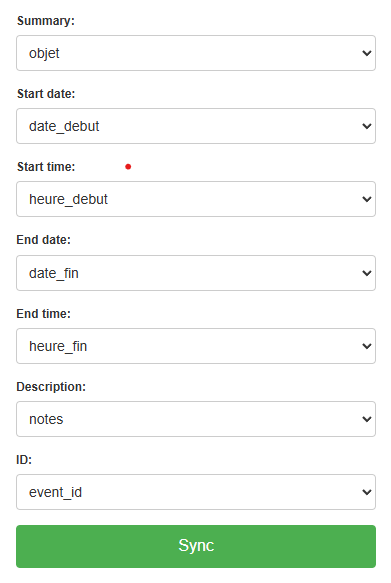 Summary:
objet
Start date:
date_debut
Start time:
heure_debut
End date:
date_fin
End time:
heure_fin
Description:
notes
ID:
event_id
Sync